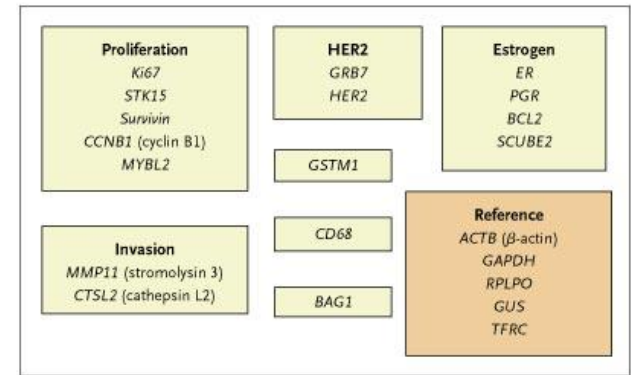 Proliferation
Ki67
STK15
Survivin
CCNB1 (cyclin B1)
MYBL2
HER2
GRB7
HER2
Estrogen
ER
PGR
BCL2
SCUBE2
GSTM1
CD68
BAG1
Invasion
MMP11 (stromolysin 3)
CTSL2 (cathepsin L2)
Reference
ACTB (β-actin)
GAPDH
RPLPO
GUS
TFRC